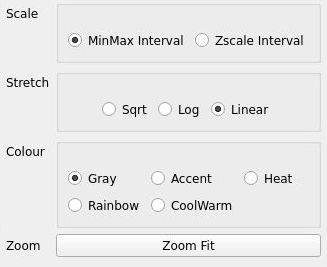 Scale
MinMax Interval Zscale Interval
Stretch
Sqrt Log Linear
Colour
Gray Accent Heat
Rainbow CoolWarm
Zoom Zoom Fit